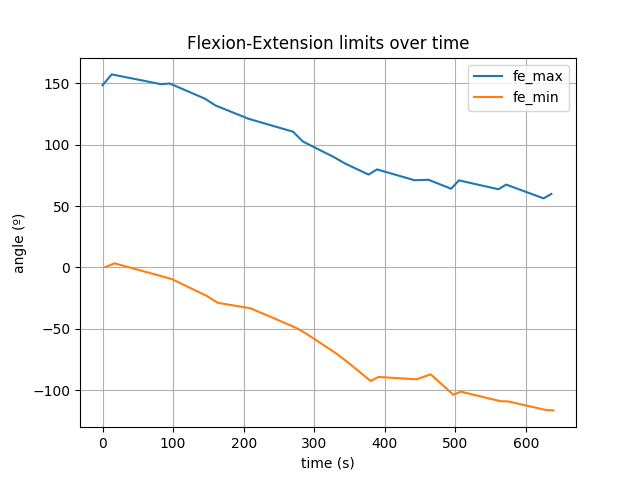 Flexion-Extension limits over time
fe_max
fe_min
150
100
50
0
−50
−100
angle (º)
0 100 200 300 400 500 600
time (s)